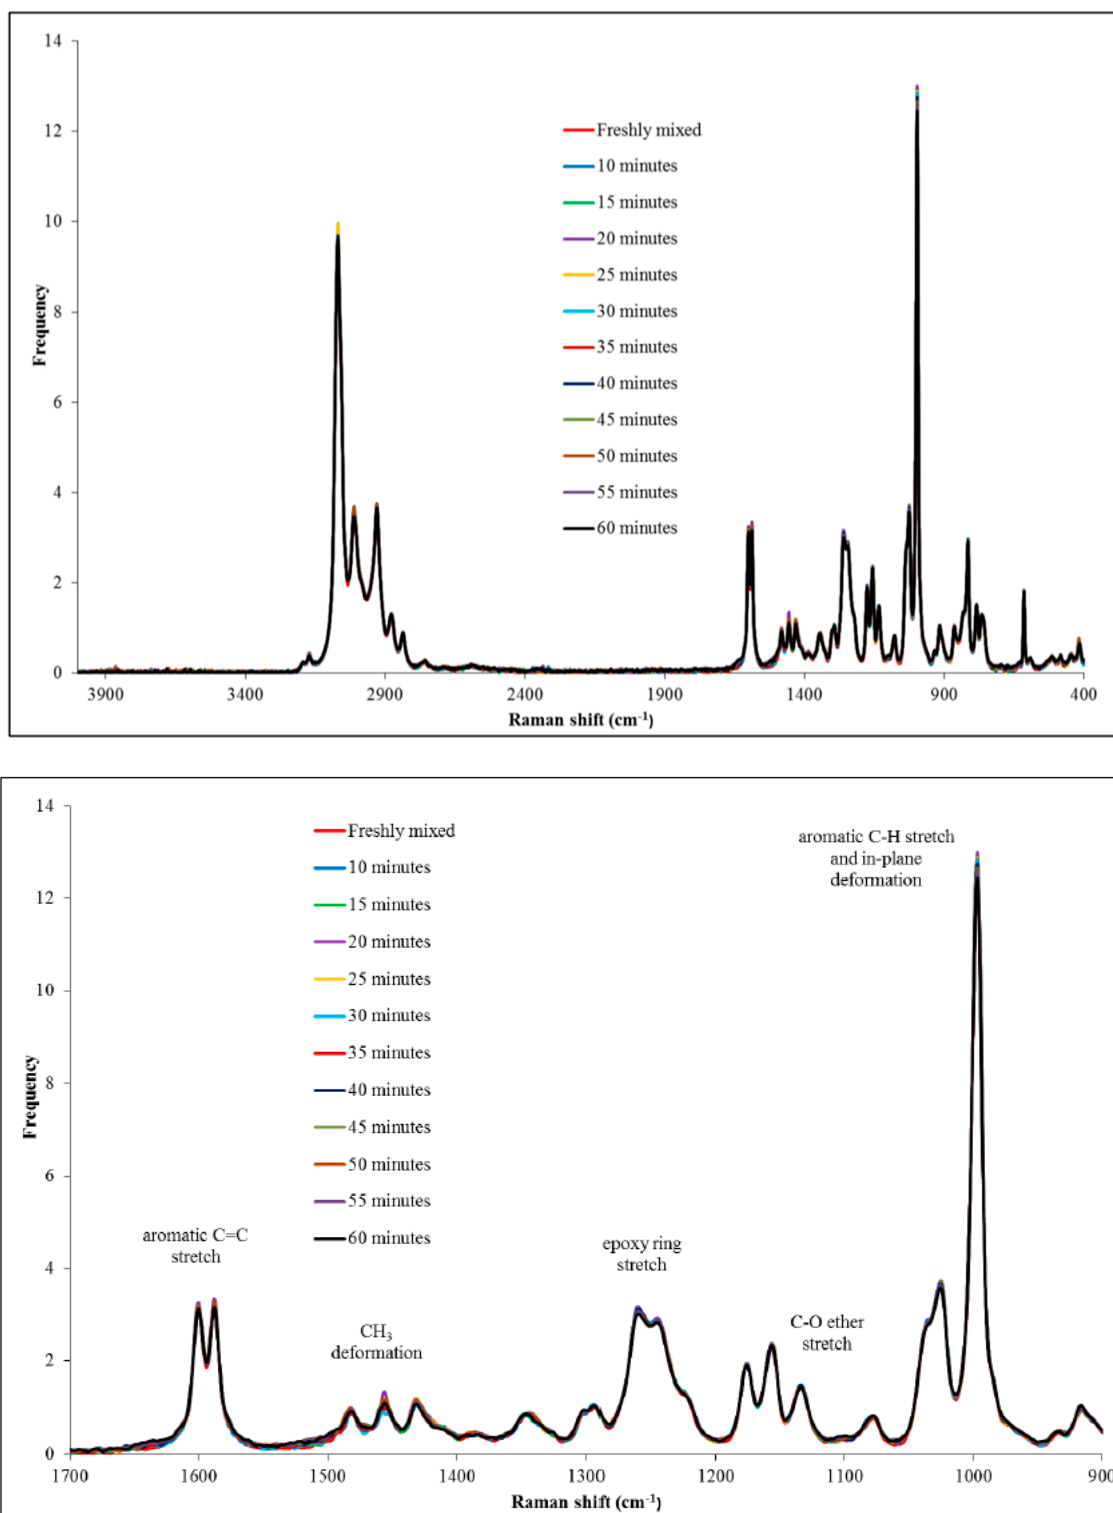 14
12
10
8
6
4
2
0
Frequency
Freshly mixed
10 minutes
15 minutes
20 minutes
25 minutes
30 minutes
35 minutes
40 minutes
45 minutes
50 minutes
55 minutes
60 minutes
3900 3400 2900 2400 1900 1400 900 400
Raman shift (cm⁻¹)
14
12
10
8
6
4
2
0
Frequency
Freshly mixed
10 minutes
15 minutes
20 minutes
25 minutes
30 minutes
35 minutes
40 minutes
45 minutes
50 minutes
55 minutes
60 minutes
aromatic C=C
stretch
CH₃
deformation
epoxy ring
stretch
C-O ether
stretch
aromatic C-H stretch
and in-plane
deformation
1700 1600 1500 1400 1300 1200 1100 1000 900
Raman shift (cm⁻¹)